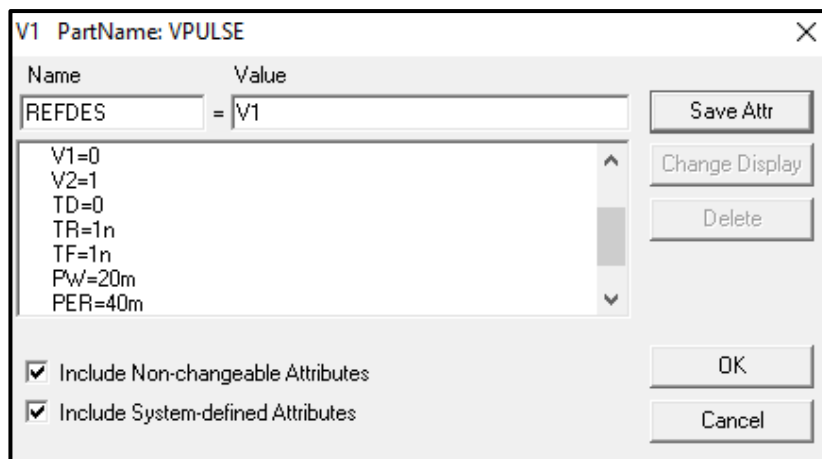 V1 PartName: VPULSE
Name Value
REFDES = V1
Save Attr
V1=0
V2=1
TD=0
TR=1n
TF=1n
PW=20m
PER=40m
Change Display
Delete
Include Non-changeable Attributes
Include System-defined Attributes
OK
Cancel